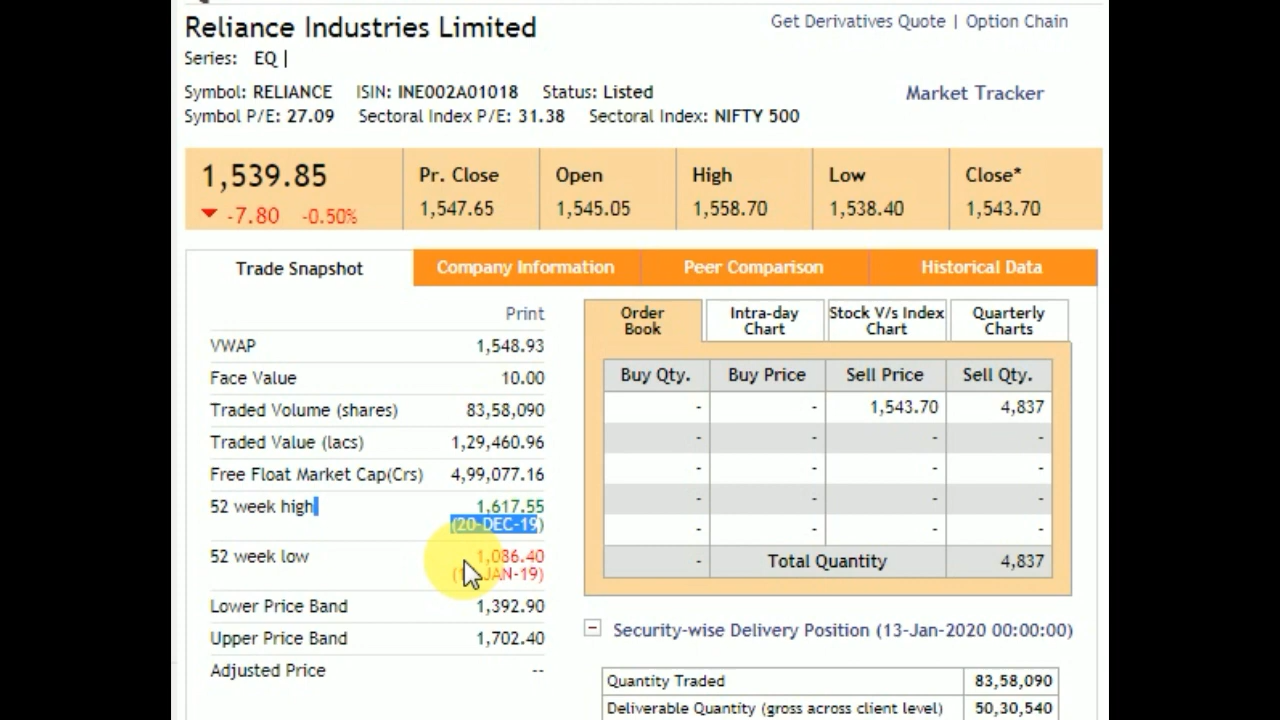 Reliance Industries Limited
Get Derivatives Quote | Option Chain
Series: EQ |
Symbol: RELIANCE ISIN: INE002A01018 Status: Listed
Market Tracker
Symbol P/E: 27.09 Sectoral Index P/E: 31.38 Sectoral Index: NIFTY 500
1,539.85
-7.80 -0.50%
Pr. Close Open High Low Close*
1,547.65 1,545.05 1,558.70 1,538.40 1,543.70
Trade Snapshot Company Information Peer Comparison Historical Data
Print
VWAP 1,548.93
Face Value 10.00
Traded Volume (shares) 83,58,090
Traded Value (lacs) 1,29,460.96
Free Float Market Cap(Crs) 4,99,077.16
52 week high 1,617.55
(20-DEC-19)
52 week low 1,086.40
JAN-19)
Lower Price Band 1,392.90
Upper Price Band 1,702.40
Adjusted Price --
Order Book
Intra-day Chart
Stock V/s Index Chart
Quarterly Charts
Buy Qty. Buy Price Sell Price Sell Qty.
- - 1,543.70 4,837
- - - -
- - - -
- - - -
- - - -
- Total Quantity 4,837
Security-wise Delivery Position (13-Jan-2020 00:00:00)
Quantity Traded 83,58,090
Deliverable Quantity (gross across client level) 50,30,540